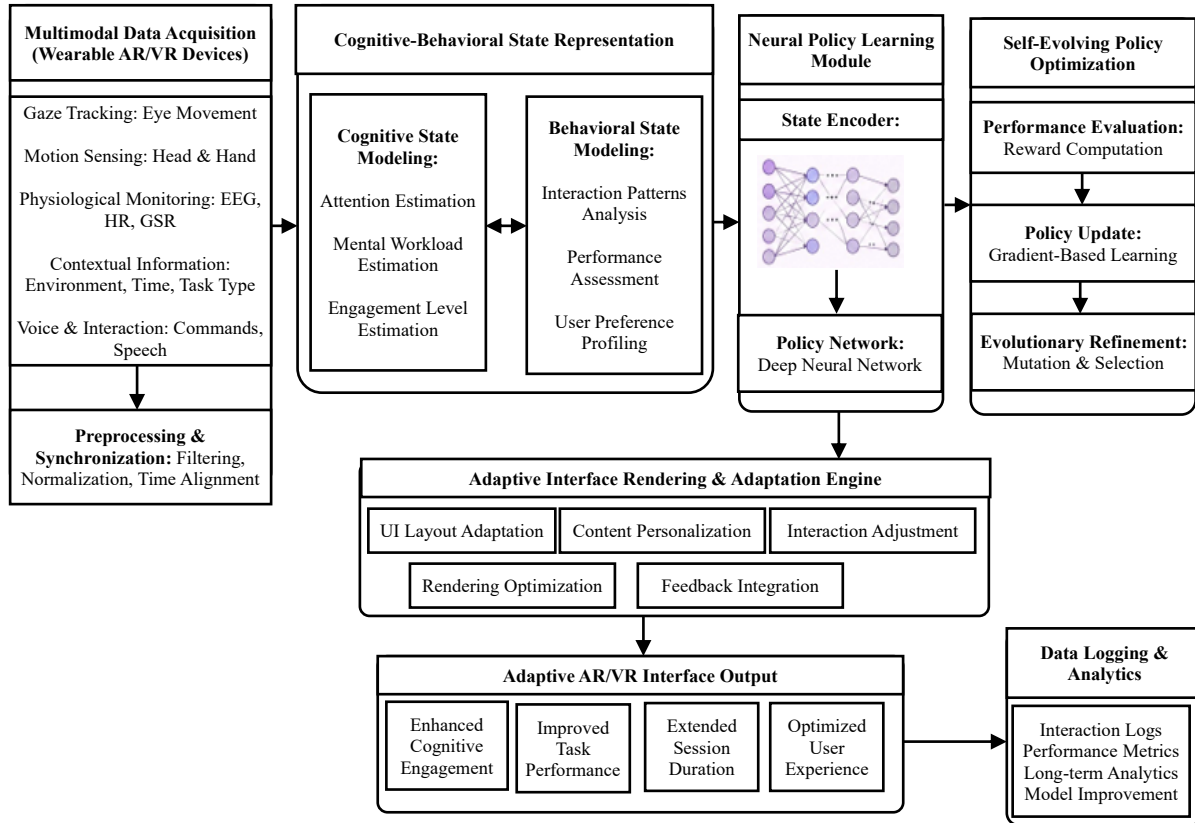 Multimodal Data Acquisition
(Wearable AR/VR Devices)
Gaze Tracking: Eye Movement
Motion Sensing: Head & Hand
Physiological Monitoring: EEG,
HR, GSR
Contextual Information:
Environment, Time, Task Type
Voice & Interaction: Commands,
Speech
Preprocessing &
Synchronization: Filtering,
Normalization, Time Alignment
Cognitive-Behavioral State Representation
Cognitive State
Modeling:
Attention Estimation
Mental Workload
Estimation
Engagement Level
Estimation
Behavioral State
Modeling:
Interaction Patterns
Analysis
Performance
Assessment
User Preference
Profiling
Neural Policy Learning
Module
State Encoder:
Policy Network:
Deep Neural Network
Self-Evolving Policy
Optimization
Performance Evaluation:
Reward Computation
Policy Update:
Gradient-Based Learning
Evolutionary Refinement:
Mutation & Selection
Adaptive Interface Rendering & Adaptation Engine
UI Layout Adaptation
Content Personalization
Interaction Adjustment
Rendering Optimization
Feedback Integration
Adaptive AR/VR Interface Output
Enhanced
Cognitive
Engagement
Improved
Task
Performance
Extended
Session
Duration
Optimized
User
Experience
Data Logging &
Analytics
Interaction Logs
Performance Metrics
Long-term Analytics
Model Improvement